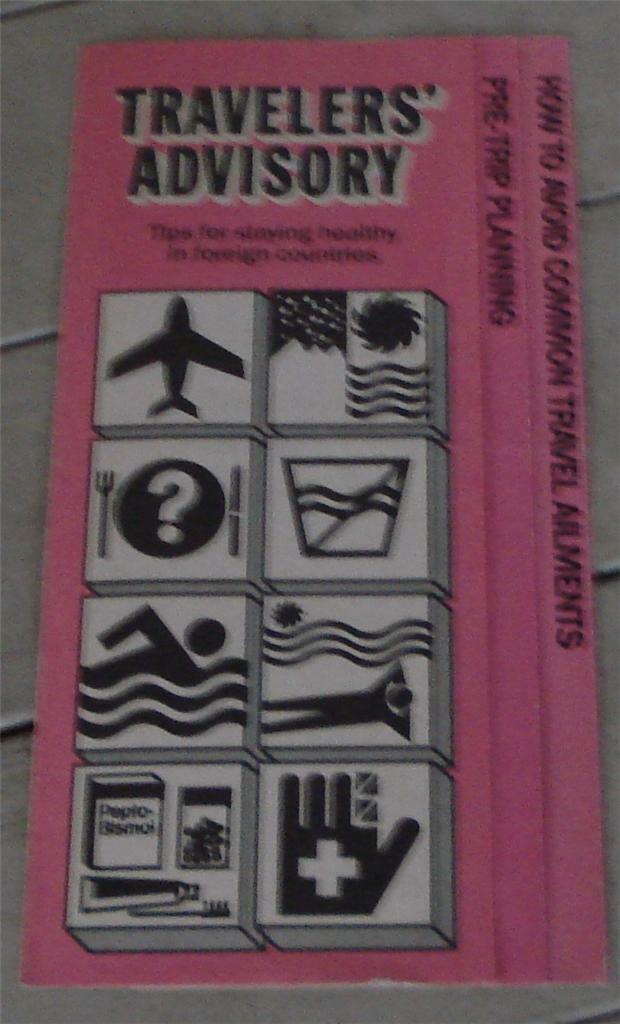 TRAVELERS'
ADVISORY
Tips for staying healthy
in foreign countries.
PRE-TRIP PLANNING
HOW TO AVOID COMMON TRAVEL AILMENTS
?
Pepto-
Bismol